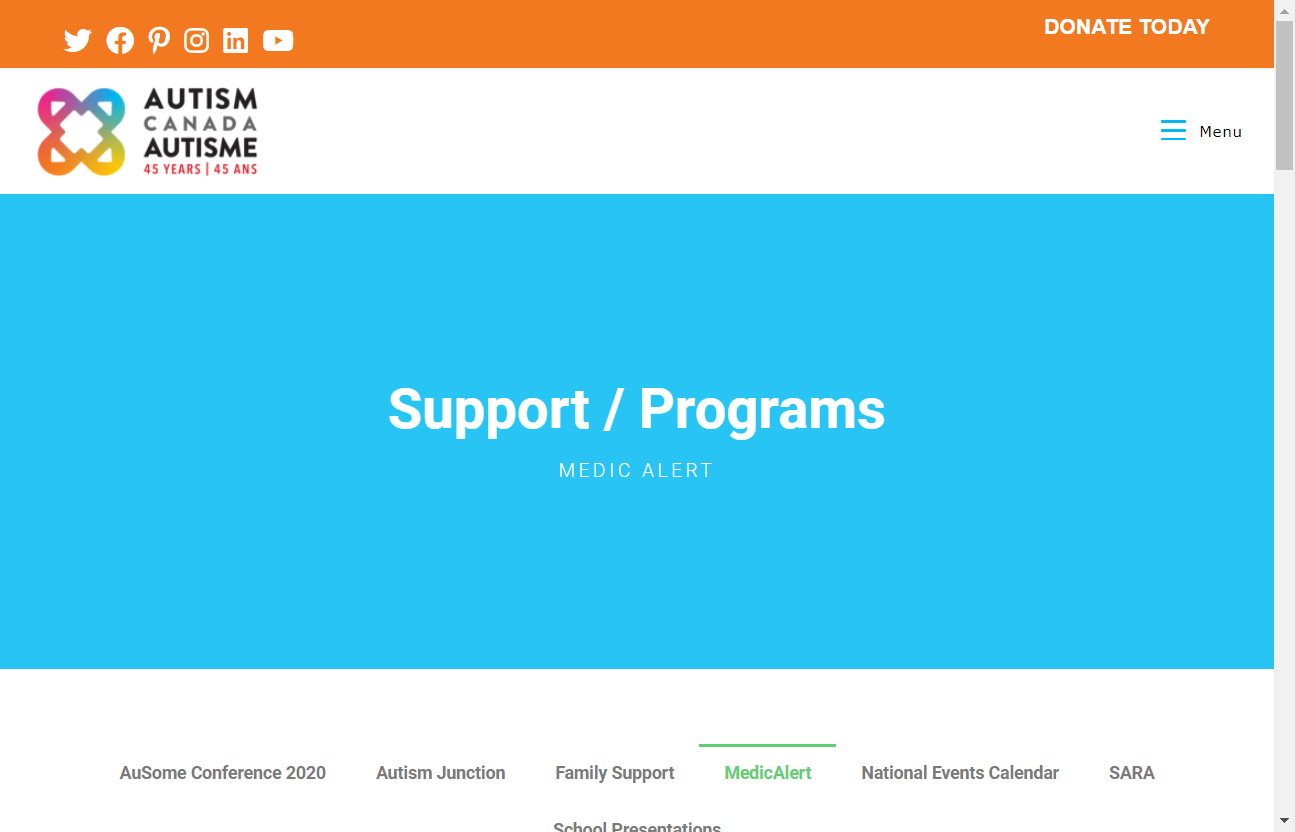 DONATE TODAY
AUTISM
CANADA
AUTISME
45 YEARS | 45 ANS
Menu
Support / Programs
MEDIC ALERT
AuSome Conference 2020 Autism Junction Family Support MedicAlert National Events Calendar SARA
School Presentations